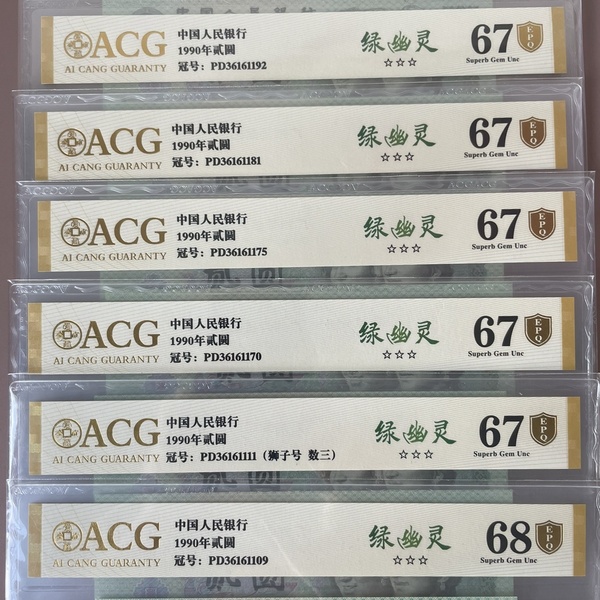 ACG
AI CANG GUARANTY
中国人民银行
1990年贰圆
冠号：PD36161192
绿幽灵
☆☆☆
67
EPQ
Superb Gem Unc
ACG
AI CANG GUARANTY
中国人民银行
1990年贰圆
冠号：PD36161181
绿幽灵
☆☆☆
67
EPQ
Superb Gem Unc
ACG
AI CANG GUARANTY
中国人民银行
1990年贰圆
冠号：PD36161175
绿幽灵
☆☆☆
67
EPQ
Superb Gem Unc
贰圆
ACG
AI CANG GUARANTY
中国人民银行
1990年贰圆
冠号：PD36161170
绿幽灵
☆☆☆
67
EPQ
Superb Gem Unc
ACG
AI CANG GUARANTY
中国人民银行
1990年贰圆
冠号：PD36161111（狮子号 数三）
绿幽灵
☆☆☆
67
EPQ
Superb Gem Unc
ACG
AI CANG GUARANTY
中国人民银行
1990年贰圆
冠号：PD36161109
绿幽灵
☆☆☆
68
EPQ
Superb Gem Unc
贰圆